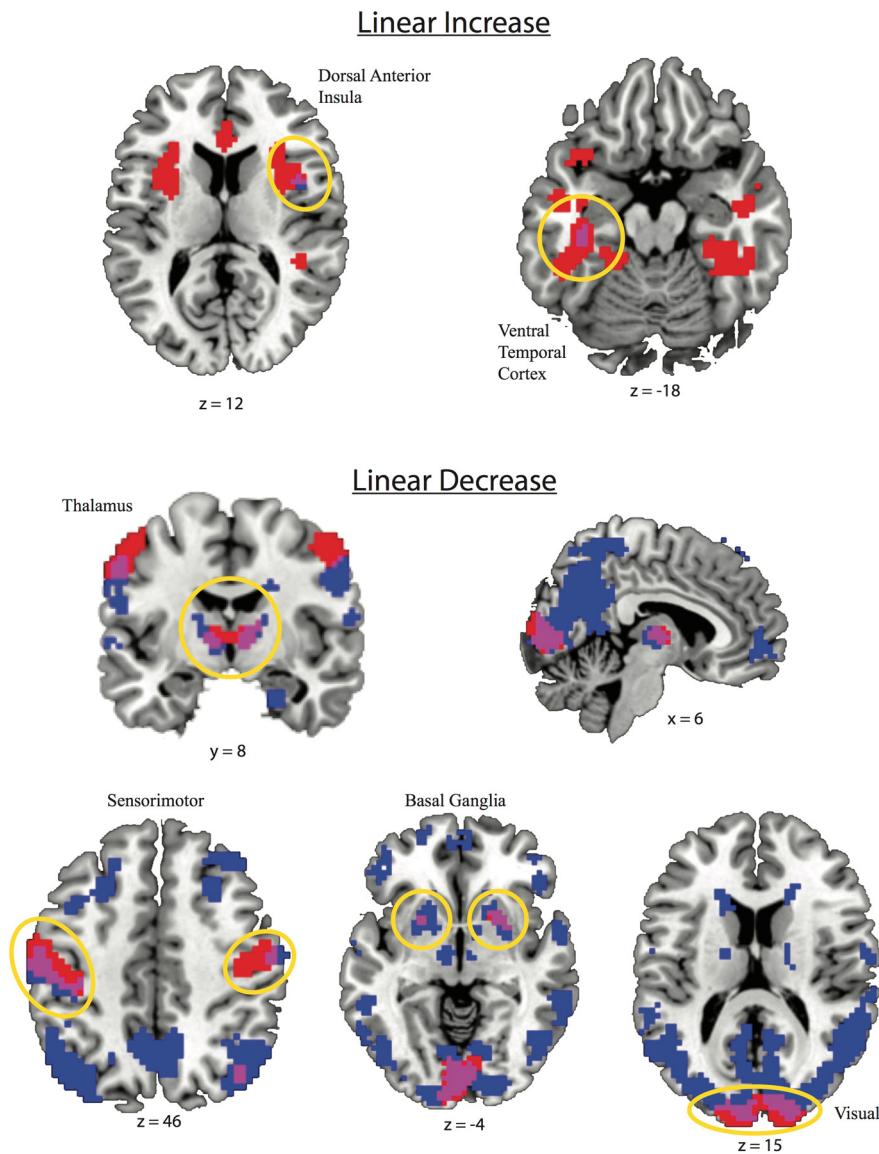 Linear Increase
Dorsal Anterior
Insula
Ventral
Temporal
Cortex
z = 12
z = -18
Linear Decrease
Thalamus
y = 8
x = 6
Sensorimotor
Basal Ganglia
Visual
z = 46
z = -4
z = 15